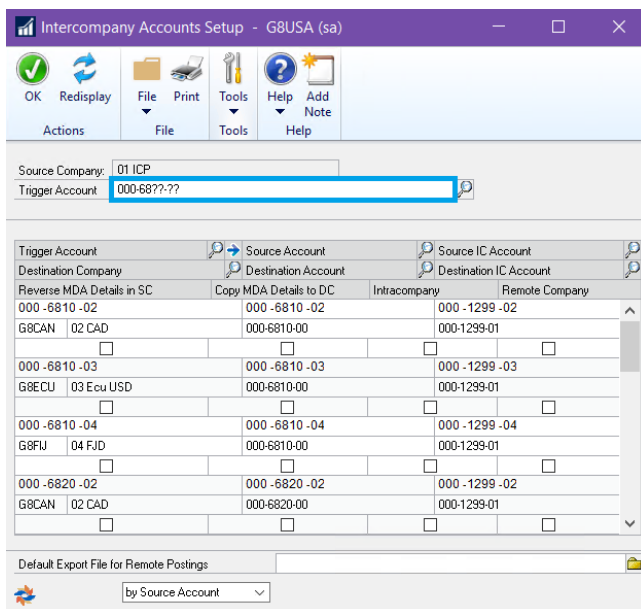 Intercompany Accounts Setup - G8USA (sa)
OK Redisplay File Print Tools Help Add Note
Actions File Tools Help
Source Company: 01 ICP
Trigger Account 000-68??-??
Trigger Account Source Account Source IC Account
Destination Company Destination Account Destination IC Account
Reverse MDA Details in SC Copy MDA Details to DC Intracompany Remote Company
000 -6810 -02 000 -6810 -02 000 -1299 -02
G8CAN 02 CAD 000-6810-00 000-1299-01
000 -6810 -03 000 -6810 -03 000 -1299 -03
G8ECU 03 Ecu USD 000-6810-00 000-1299-01
000 -6810 -04 000 -6810 -04 000 -1299 -04
G8FIJ 04 FJD 000-6810-00 000-1299-01
000 -6820 -02 000 -6820 -02 000 -1299 -02
G8CAN 02 CAD 000-6820-00 000-1299-01
Default Export File for Remote Postings
by Source Account